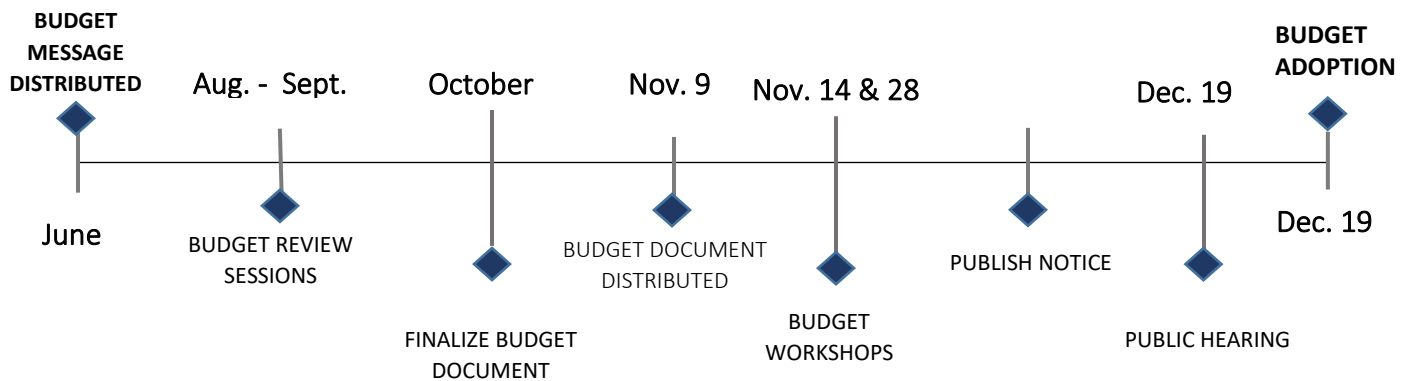 BUDGET
MESSAGE
DISTRIBUTED
June
Aug. - Sept.
BUDGET REVIEW
SESSIONS
October
FINALIZE BUDGET
DOCUMENT
Nov. 9
BUDGET DOCUMENT
DISTRIBUTED
Nov. 14 & 28
BUDGET
WORKSHOPS
PUBLISH NOTICE
Dec. 19
PUBLIC HEARING
BUDGET
ADOPTION
Dec. 19